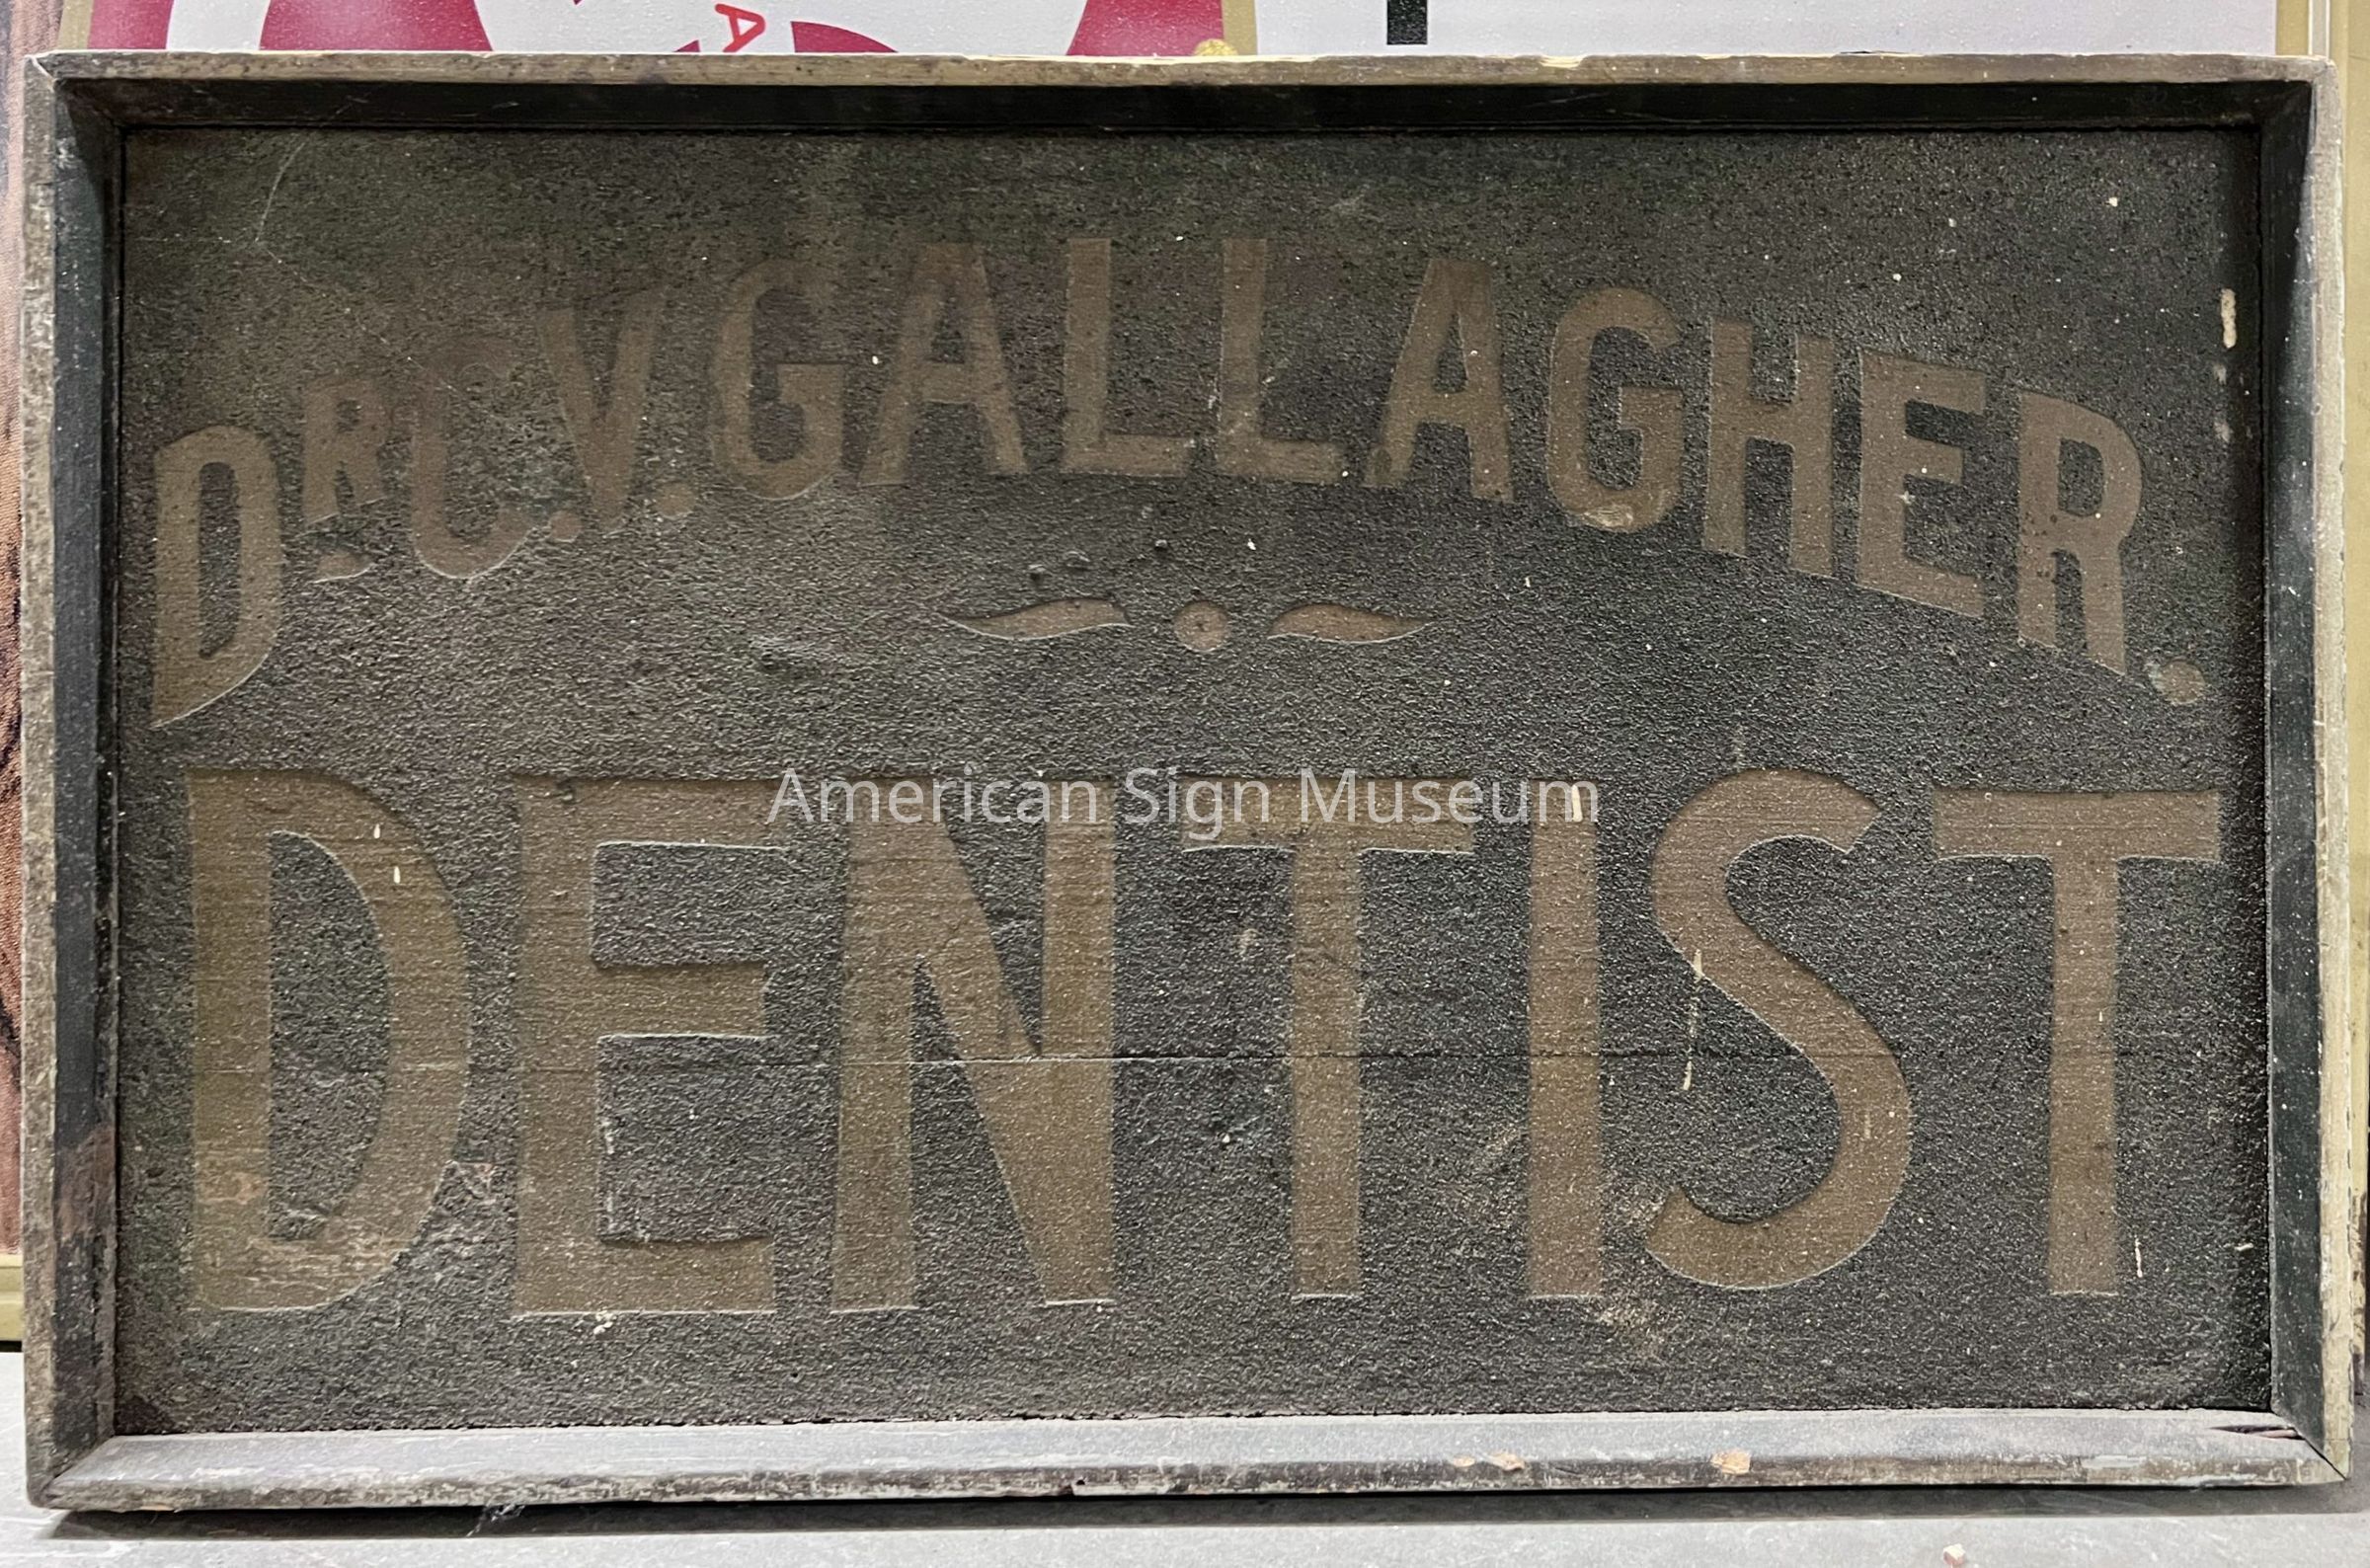 A
DR C.V. GALLAGHER.
DENTIST
American Sign Museum